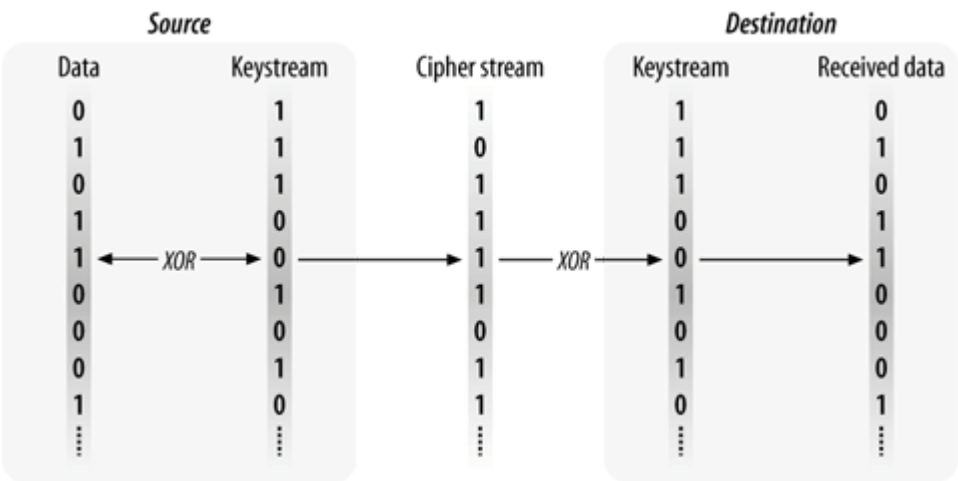 Source Destination
Data Keystream Cipher stream Keystream Received data
0 1 1 1 0
1 1 0 1 1
0 1 1 1 0
1 0 1 0 1
1 XOR 0 1 XOR 0 1
0 1 1 1 0
0 0 0 0 0
0 1 1 1 0
1 0 1 0 1